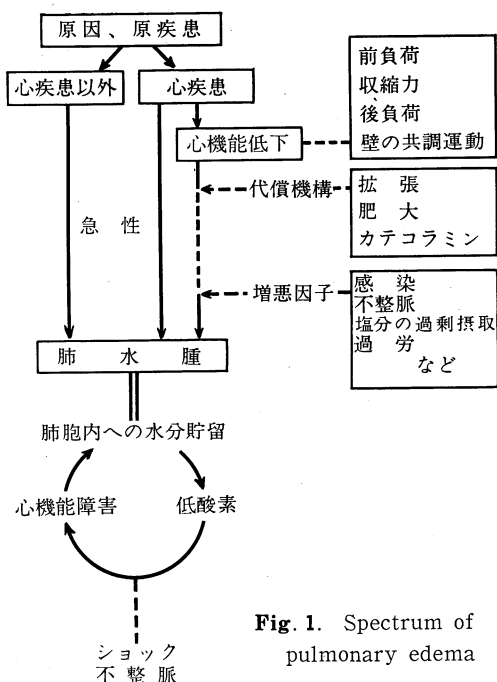 原因、原疾患
心疾患以外
心疾患
心機能低下
前負荷
収縮力
後負荷
壁の共調運動
代償機構
拡張
肥大
カテコラミン
急性
増悪因子
感染
不整脈
塩分の過剰摂取
過労
など
肺水腫
肺胞内への水分貯留
心機能障害
低酸素
ショック
不整脈
Fig. 1. Spectrum of
pulmonary edema